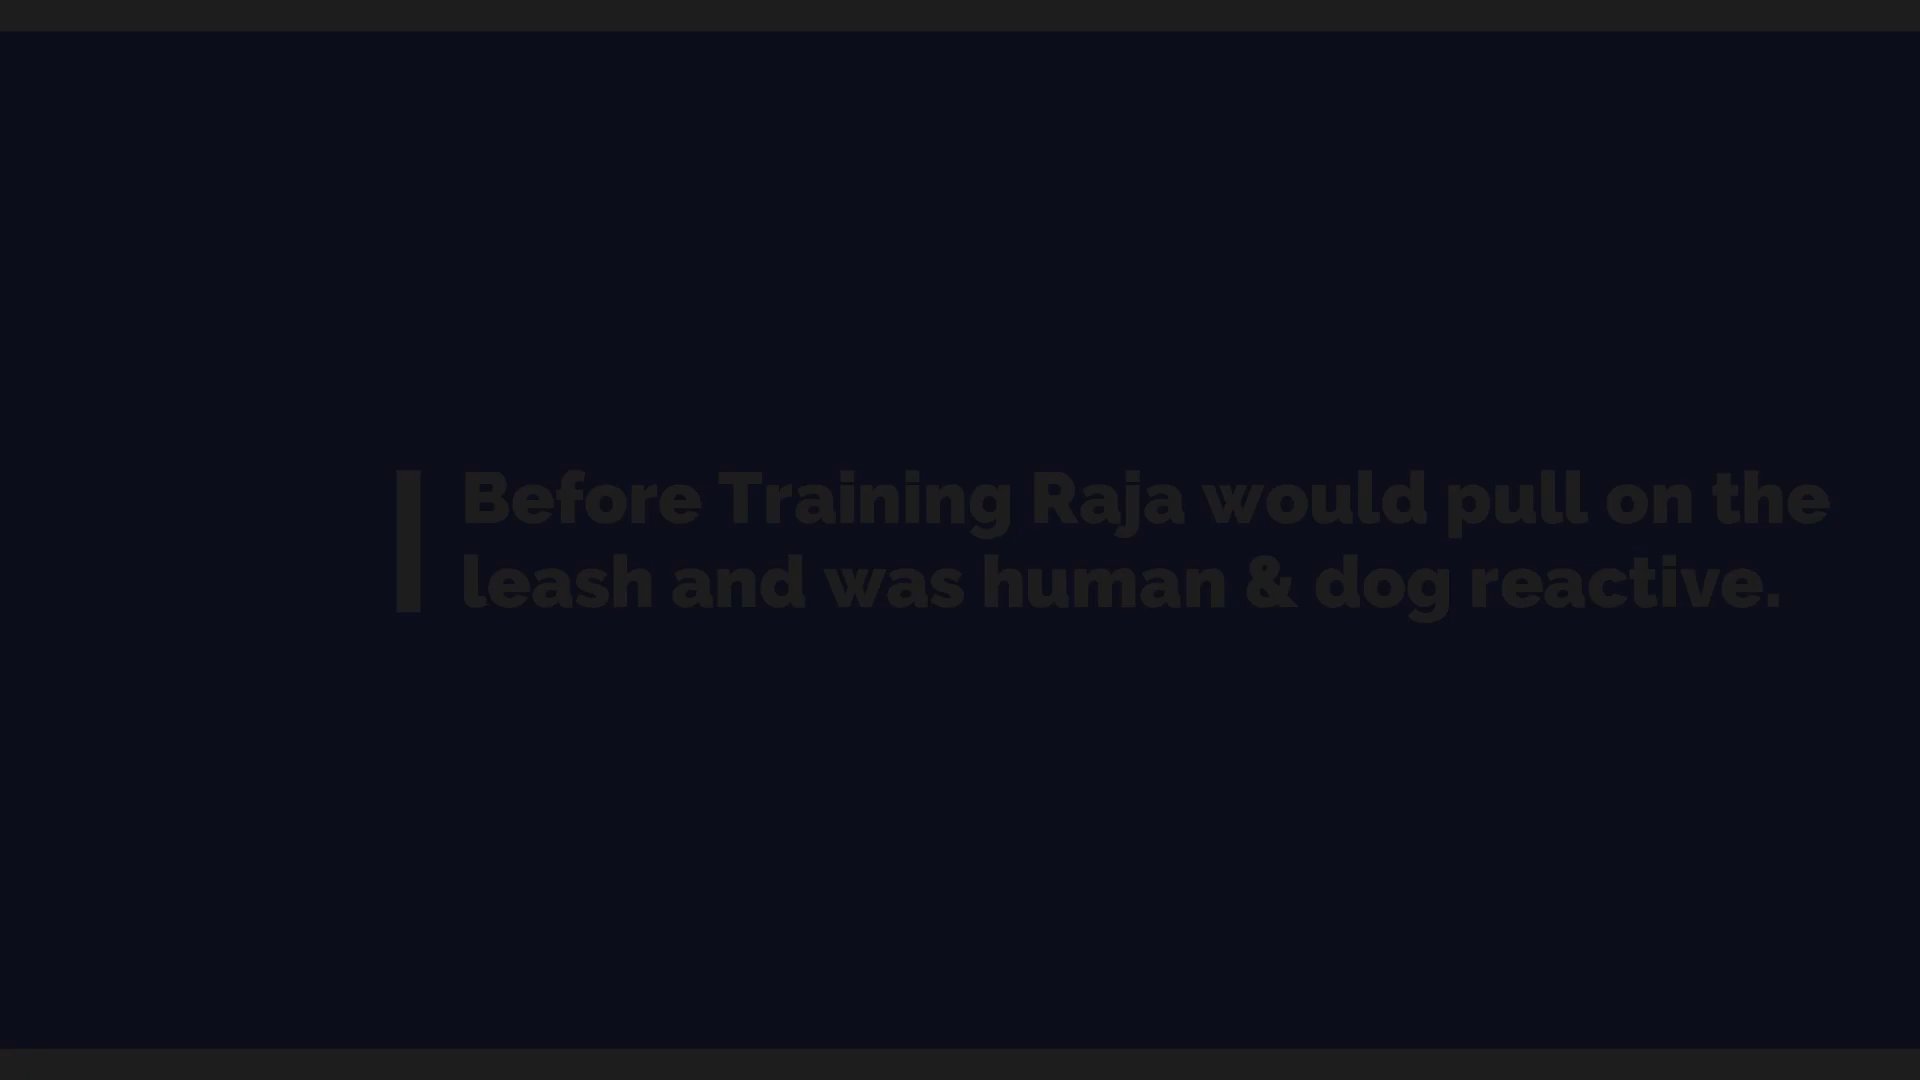 Before Training Raja would pull on the
leash and was human & dog reactive.